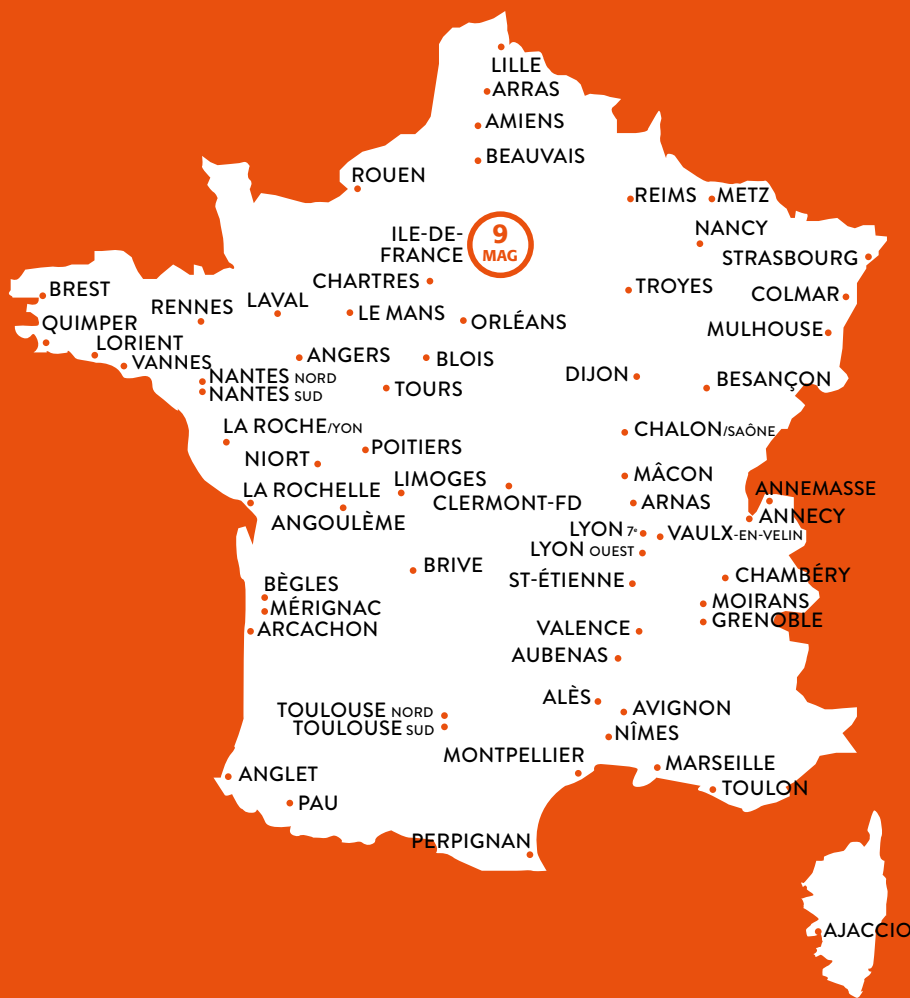 LILLE
ARRAS
AMIENS
BEAUVAIS
ROUEN
REIMS
METZ
NANCY
ILE-DE-
FRANCE
9
MAG
STRASBOURG
CHARTRES
TROYES
COLMAR
BREST
RENNES
LAVAL
LE MANS
ORLÉANS
QUIMPER
MULHOUSE
LORIENT
VANNES
ANGERS
BLOIS
NANTES NORD
NANTES SUD
TOURS
DIJON
BESANÇON
LA ROCHE/YON
CHALON/SAÔNE
POITIERS
NIORT
MÂCON
LIMOGES
LA ROCHELLE
CLERMONT-FD
ARNAS
ANNEMASSE
ANNECY
ANGOULÊME
LYON 7e
VAULX-EN-VELIN
LYON OUEST
BRIVE
ST-ÉTIENNE
CHAMBÉRY
BÈGLES
MÉRIGNAC
MOIRANS
GRENOBLE
ARCACHON
VALENCE
AUBENAS
ALÈS
AVIGNON
TOULOUSE NORD
TOULOUSE SUD
NÎMES
MONTPELLIER
MARSEILLE
ANGLET
TOULON
PAU
PERPIGNAN
AJACCIO